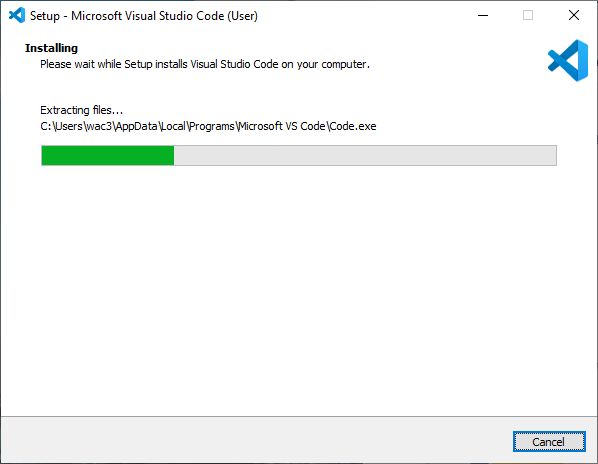 Setup - Microsoft Visual Studio Code (User)
Installing
Please wait while Setup installs Visual Studio Code on your computer.
Extracting files...
C:\Users\wac3\AppData\Local\Programs\Microsoft VS Code\Code.exe
Cancel